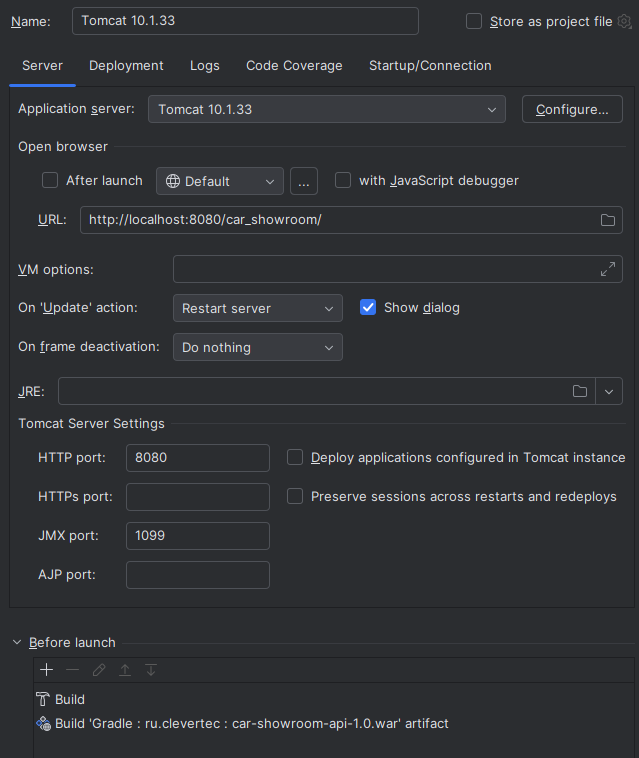 Name: Tomcat 10.1.33 Store as project file
Server Deployment Logs Code Coverage Startup/Connection
Application server: Tomcat 10.1.33 Configure...
Open browser
After launch Default ... with JavaScript debugger
URL: http://localhost:8080/car_showroom/
VM options:
On 'Update' action: Restart server Show dialog
On frame deactivation: Do nothing
JRE:
Tomcat Server Settings
HTTP port: 8080 Deploy applications configured in Tomcat instance
HTTPs port: Preserve sessions across restarts and redeploys
JMX port: 1099
AJP port:
Before launch
Build
Build 'Gradle : ru.clevertec : car-showroom-api-1.0.war' artifact